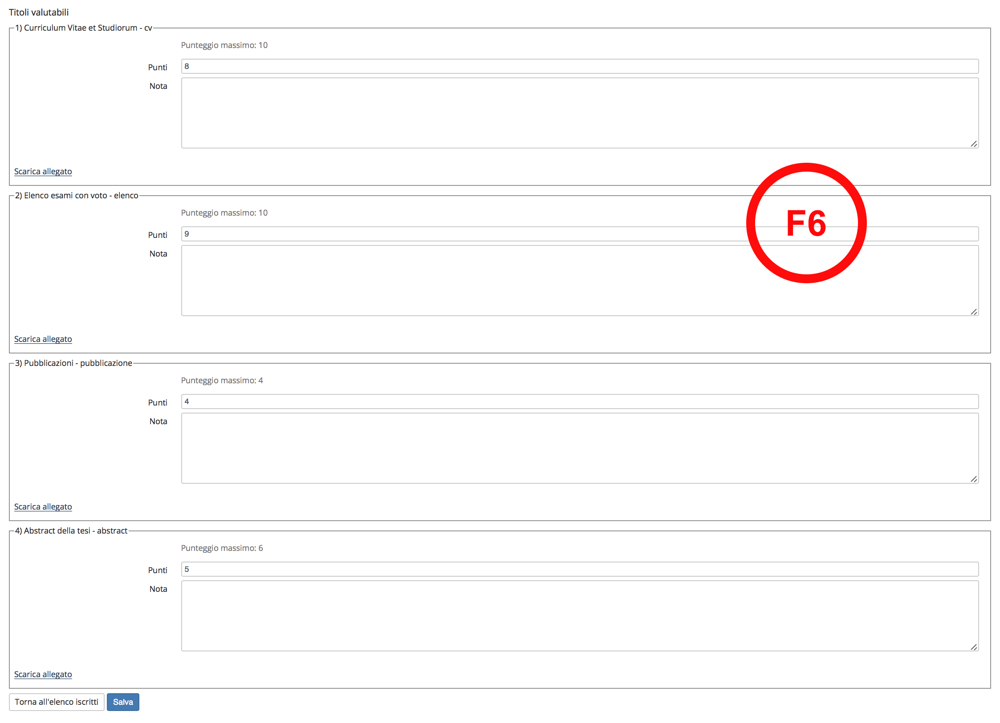 Titoli valutabili
1) Curriculum Vitae et Studiorum - cv
Punteggio massimo: 10
Punti 8
Nota
Scarica allegato
2) Elenco esami con voto - elenco
Punteggio massimo: 10
F6
Punti 9
Nota
Scarica allegato
3) Pubblicazioni - pubblicazione
Punteggio massimo: 4
Punti 4
Nota
Scarica allegato
4) Abstract della tesi - abstract
Punteggio massimo: 6
Punti 5
Nota
Scarica allegato
Torna all'elenco iscritti Salva